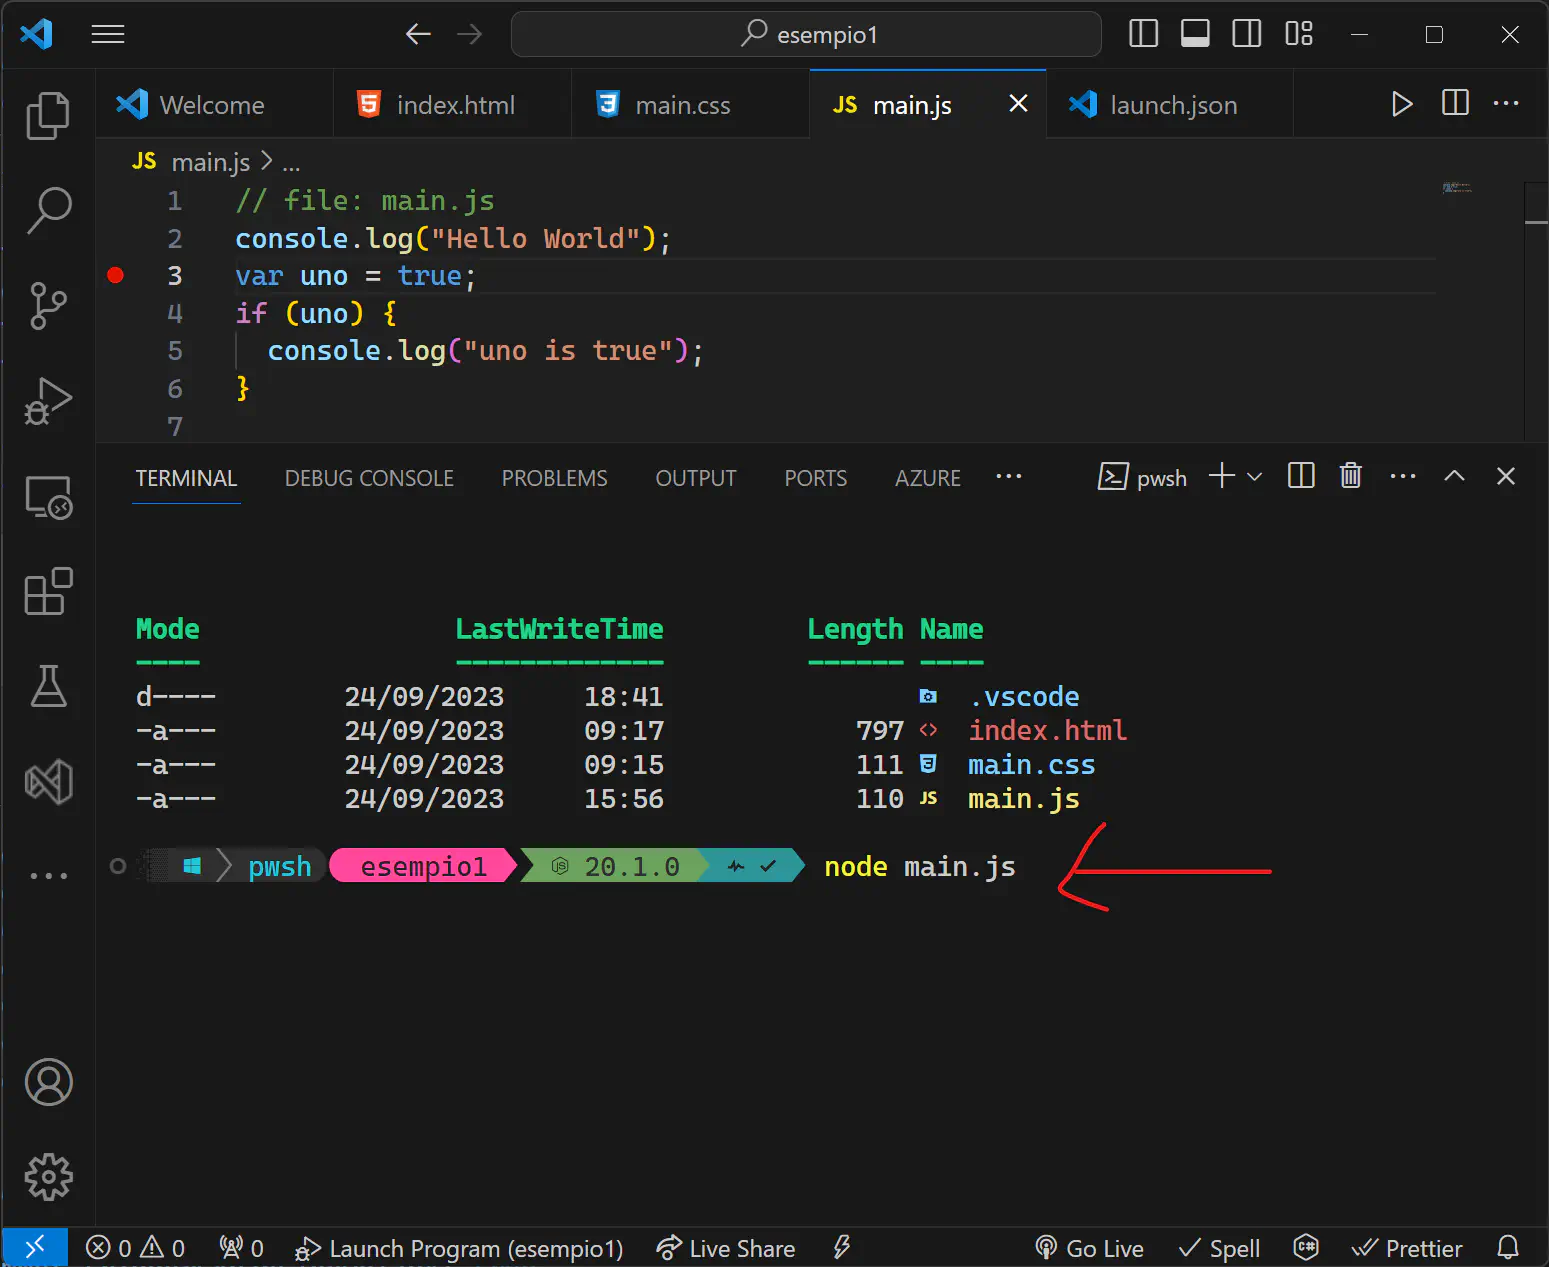 esempio1
Welcome index.html main.css JS main.js launch.json
JS main.js > ...
1 // file: main.js
2 console.log("Hello World");
3 var uno = true;
4 if (uno) {
5 console.log("uno is true");
6 }
7
TERMINAL DEBUG CONSOLE PROBLEMS OUTPUT PORTS AZURE ... pwsh
Mode LastWriteTime Length Name
---- ------------- ------ ----
d---- 24/09/2023 18:41 .vscode
-a--- 24/09/2023 09:17 797 <> index.html
-a--- 24/09/2023 09:15 111 main.css
-a--- 24/09/2023 15:56 110 JS main.js
pwsh esempio1 20.1.0 node main.js
0 0 0 Launch Program (esempio1) Live Share Go Live Spell C# Prettier